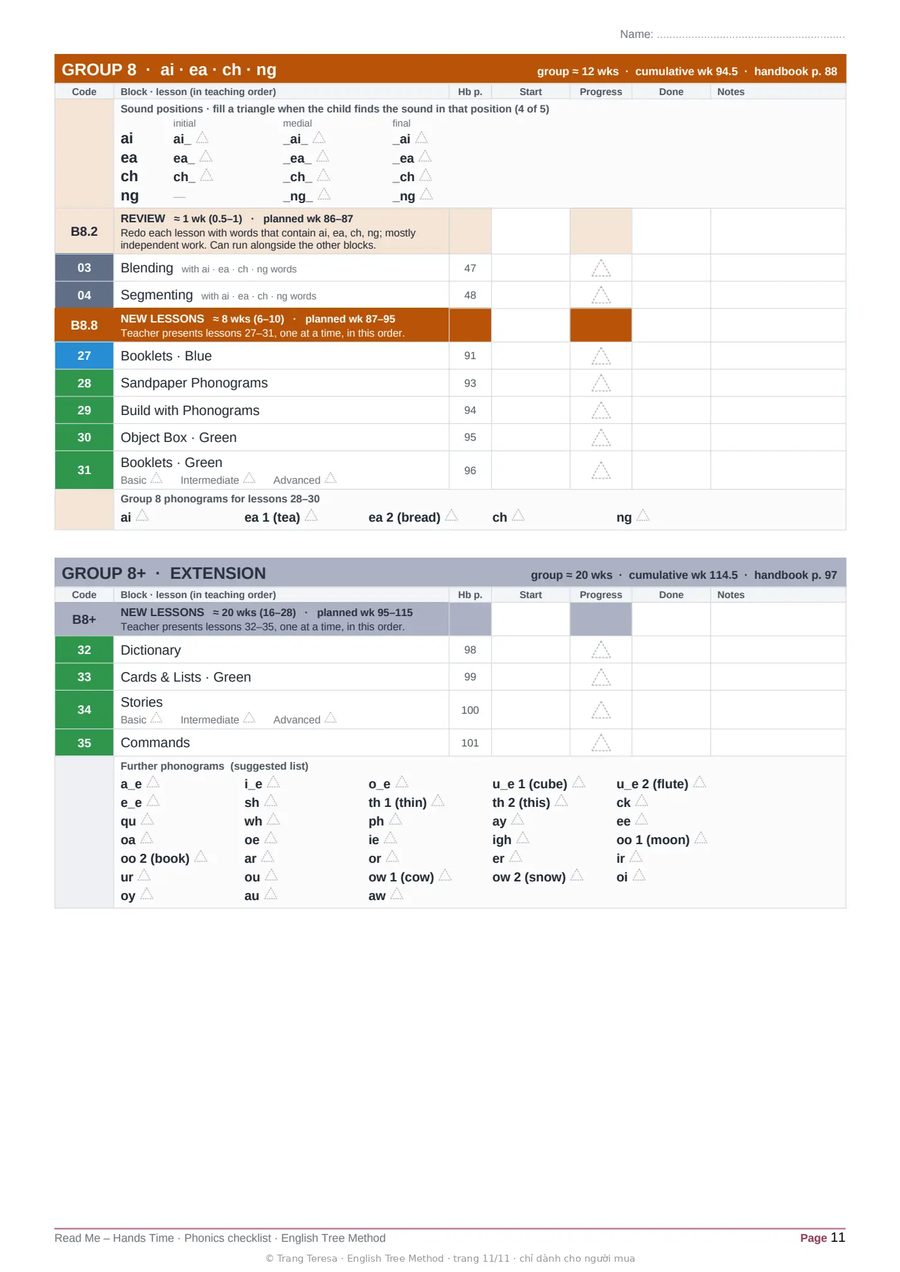 Name: ............................................................
GROUP 8 · ai · ea · ch · ng group ≈ 12 wks · cumulative wk 94.5 · handbook p. 88
Code Block · lesson (in teaching order) Hb p. Start Progress Done Notes
Sound positions · fill a triangle when the child finds the sound in that position (4 of 5)
initial medial final
ai ai_ _ai_ _ai
ea ea_ _ea_ _ea
ch ch_ _ch_ _ch
ng — _ng_ _ng
B8.2 REVIEW ≈ 1 wk (0.5–1) · planned wk 86–87
Redo each lesson with words that contain ai, ea, ch, ng; mostly
independent work. Can run alongside the other blocks.
03 Blending with ai · ea · ch · ng words 47
04 Segmenting with ai · ea · ch · ng words 48
B8.8 NEW LESSONS ≈ 8 wks (6–10) · planned wk 87–95
Teacher presents lessons 27–31, one at a time, in this order.
27 Booklets · Blue 91
28 Sandpaper Phonograms 93
29 Build with Phonograms 94
30 Object Box · Green 95
31 Booklets · Green 96
Basic Intermediate Advanced
Group 8 phonograms for lessons 28–30
ai ea 1 (tea) ea 2 (bread) ch ng
GROUP 8+ · EXTENSION group ≈ 20 wks · cumulative wk 114.5 · handbook p. 97
Code Block · lesson (in teaching order) Hb p. Start Progress Done Notes
B8+ NEW LESSONS ≈ 20 wks (16–28) · planned wk 95–115
Teacher presents lessons 32–35, one at a time, in this order.
32 Dictionary 98
33 Cards & Lists · Green 99
34 Stories 100
Basic Intermediate Advanced
35 Commands 101
Further phonograms (suggested list)
a_e i_e o_e u_e 1 (cube) u_e 2 (flute)
e_e sh th 1 (thin) th 2 (this) ck
qu wh ph ay ee
oa oe ie igh oo 1 (moon)
oo 2 (book) ar or er ir
ur ou ow 1 (cow) ow 2 (snow) oi
oy au aw
Read Me – Hands Time · Phonics checklist · English Tree Method Page 11
© Trang Teresa · English Tree Method · trang 11/11 · chỉ dành cho người mua